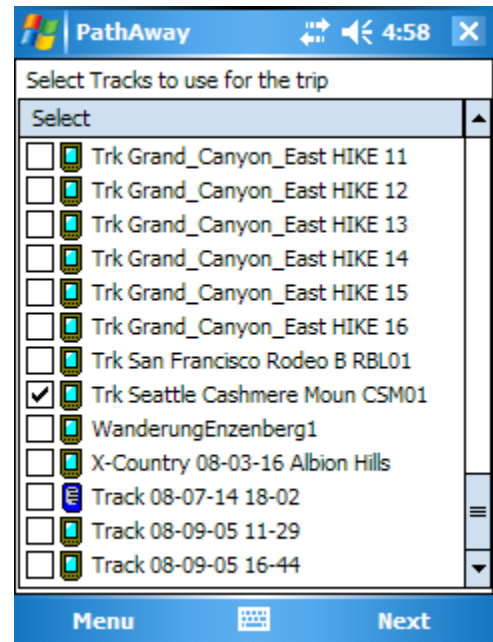 PathAway 4:58
Select Tracks to use for the trip
Select
Trk Grand_Canyon_East HIKE 11
Trk Grand_Canyon_East HIKE 12
Trk Grand_Canyon_East HIKE 13
Trk Grand_Canyon_East HIKE 14
Trk Grand_Canyon_East HIKE 15
Trk Grand_Canyon_East HIKE 16
Trk San Francisco Rodeo B RBL01
Trk Seattle Cashmere Moun CSM01
WanderungEnzenberg1
X-Country 08-03-16 Albion Hills
Track 08-07-14 18-02
Track 08-09-05 11-29
Track 08-09-05 16-44
Menu Next